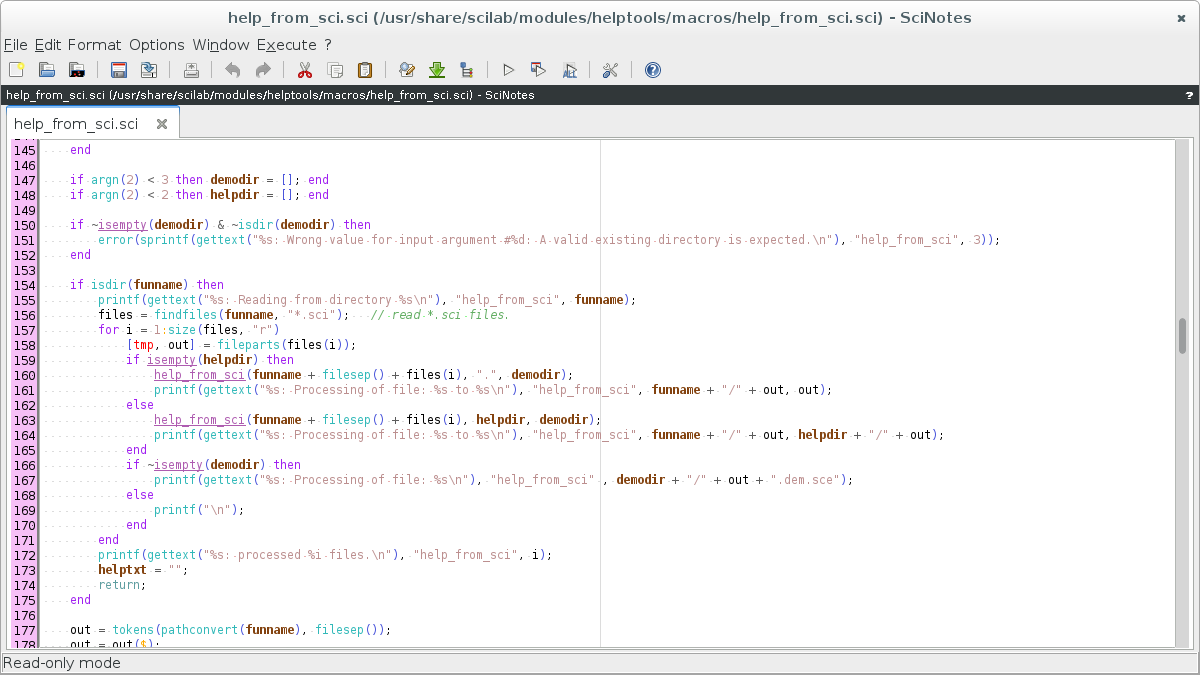 help_from_sci.sci (/usr/share/scilab/modules/helptools/macros/help_from_sci.sci) - SciNotes
File Edit Format Options Window Execute ?
help_from_sci.sci (/usr/share/scilab/modules/helptools/macros/help_from_sci.sci) - SciNotes ?
help_from_sci.sci
145     end
146
147     if argn(2) < 3 then demodir = []; end
148     if argn(2) < 2 then helpdir = []; end
149
150     if ~isempty(demodir) & ~isdir(demodir) then
151         error(sprintf(gettext("%s: Wrong value for input argument #%d: A valid existing directory is expected.\n"), "help_from_sci", 3));
152     end
153
154     if isdir(funname) then
155         printf(gettext("%s: Reading from directory %s\n"), "help_from_sci", funname);
156         files = findfiles(funname, "*.sci");   // read *.sci files.
157         for i = 1:size(files, "r")
158             [tmp, out] = fileparts(files(i));
159             if isempty(helpdir) then
160                 help_from_sci(funname + filesep() + files(i), ".", demodir);
161                 printf(gettext("%s: Processing of file: %s to %s\n"), "help_from_sci", funname + "/" + out, out);
162             else
163                 help_from_sci(funname + filesep() + files(i), helpdir, demodir);
164                 printf(gettext("%s: Processing of file: %s to %s\n"), "help_from_sci", funname + "/" + out, helpdir + "/" + out);
165             end
166             if ~isempty(demodir) then
167                 printf(gettext("%s: Processing of file: %s\n"), "help_from_sci" , demodir + "/" + out + ".dem.sce");
168             else
169                 printf("\n");
170             end
171         end
172         printf(gettext("%s: processed %i files.\n"), "help_from_sci", i);
173         helptxt = "";
174         return;
175     end
176
177     out = tokens(pathconvert(funname), filesep());
178     out = out($);
Read-only mode